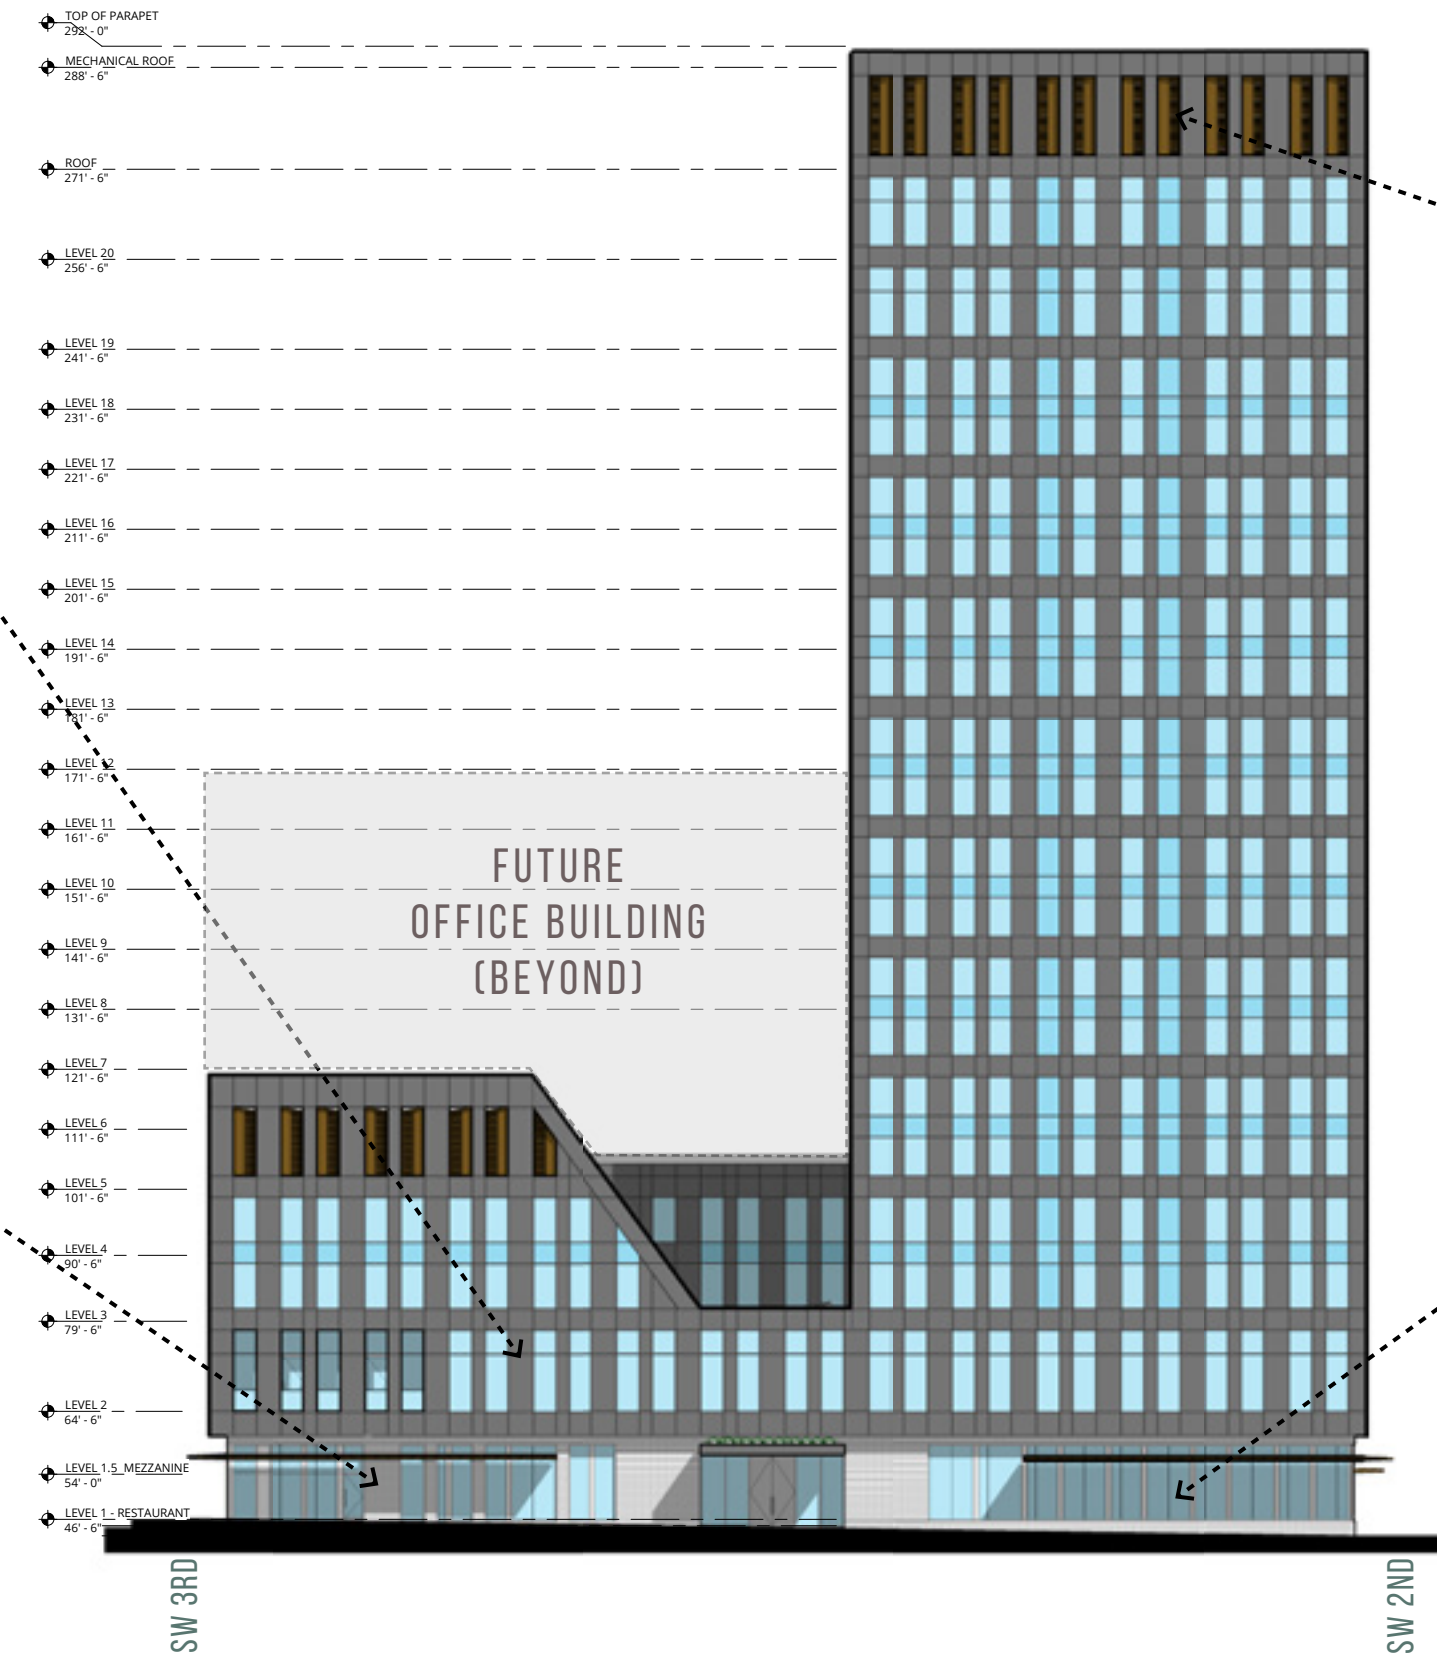 TOP OF PARAPET
292' - 0"
MECHANICAL ROOF
288' - 6"
ROOF
271' - 6"
LEVEL 20
256' - 6"
LEVEL 19
241' - 6"
LEVEL 18
231' - 6"
LEVEL 17
221' - 6"
LEVEL 16
211' - 6"
LEVEL 15
201' - 6"
LEVEL 14
191' - 6"
LEVEL 13
181' - 6"
LEVEL 12
171' - 6"
LEVEL 11
161' - 6"
LEVEL 10
151' - 6"
LEVEL 9
141' - 6"
LEVEL 8
131' - 6"
LEVEL 7
121' - 6"
LEVEL 6
111' - 6"
LEVEL 5
101' - 6"
LEVEL 4
90' - 6"
LEVEL 3
79' - 6"
LEVEL 2
64' - 6"
LEVEL 1.5 MEZZANINE
54' - 0"
LEVEL 1 - RESTAURANT
46' - 6"
FUTURE
OFFICE BUILDING
(BEYOND)
SW 3RD
SW 2ND